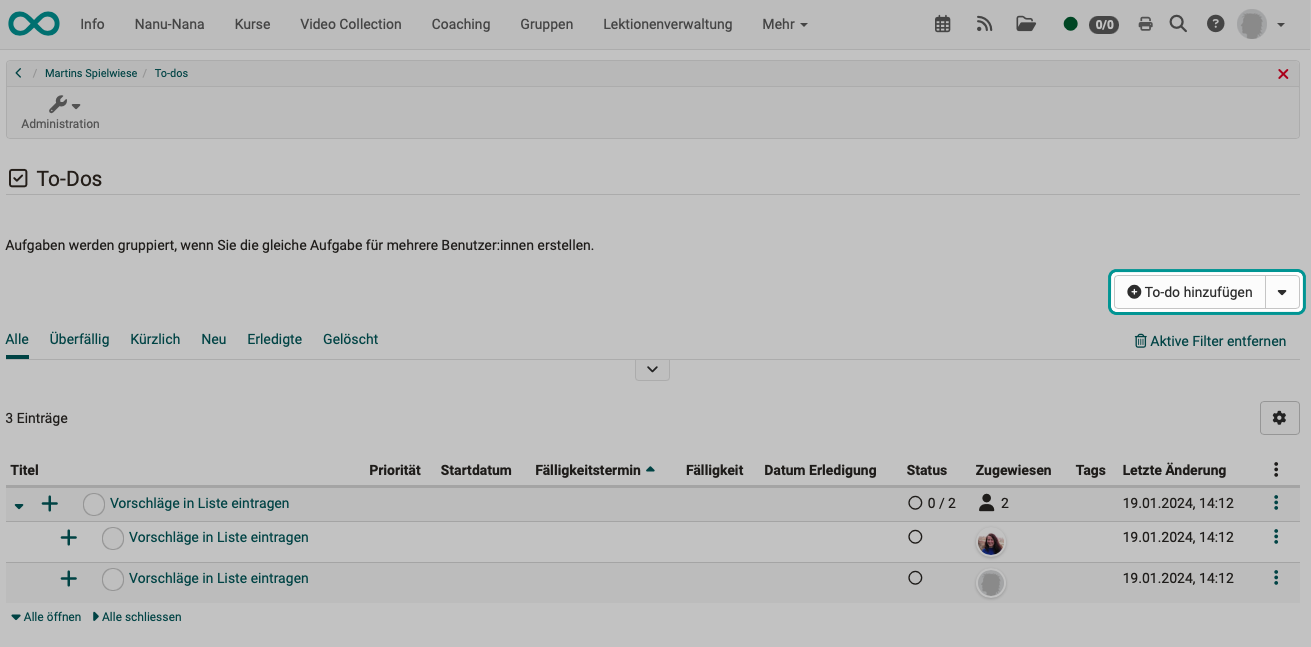 Info Nanu-Nana Kurse Video Collection Coaching Gruppen Lektionenverwaltung Mehr 0/0
/ Martins Spielwiese / To-dos
Administration
To-Dos
Aufgaben werden gruppiert, wenn Sie die gleiche Aufgabe für mehrere Benutzer:innen erstellen.
To-do hinzufügen
Alle Überfällig Kürzlich Neu Erledigte Gelöscht Aktive Filter entfernen
3 Einträge
Titel Priorität Startdatum Fälligkeitstermin Fälligkeit Datum Erledigung Status Zugewiesen Tags Letzte Änderung
Vorschläge in Liste eintragen 0 / 2 2 19.01.2024, 14:12
Vorschläge in Liste eintragen 19.01.2024, 14:12
Vorschläge in Liste eintragen 19.01.2024, 14:12
Alle öffnen Alle schliessen